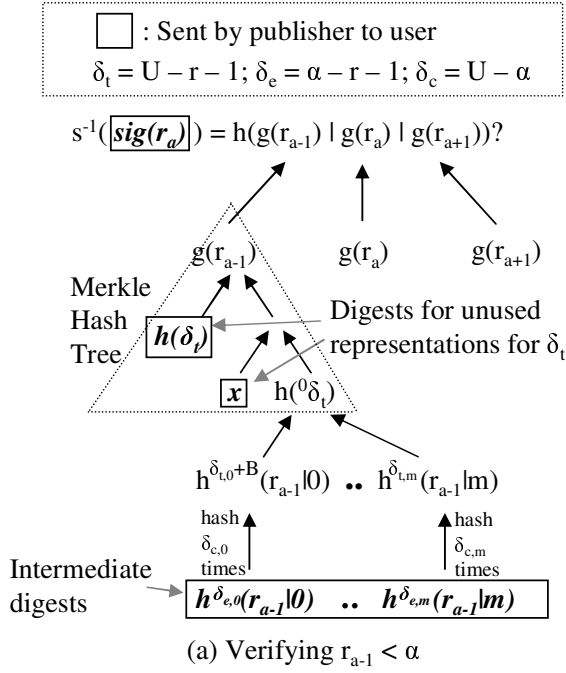 : Sent by publisher to user
δt = U – r – 1; δe = α – r – 1; δc = U – α
s-1(sig(ra)) = h(g(ra-1) | g(ra) | g(ra+1))?
g(ra-1) g(ra) g(ra+1)
Merkle
Hash
Tree
h(δt)
Digests for unused
representations for δt
x h(0δt)
hδt,0+B(ra-1|0) .. hδt,m(ra-1|m)
hash
δc,0
times
hash
δc,m
times
Intermediate
digests
hδe,0(ra-1|0) .. hδe,m(ra-1|m)
(a) Verifying ra-1 < α